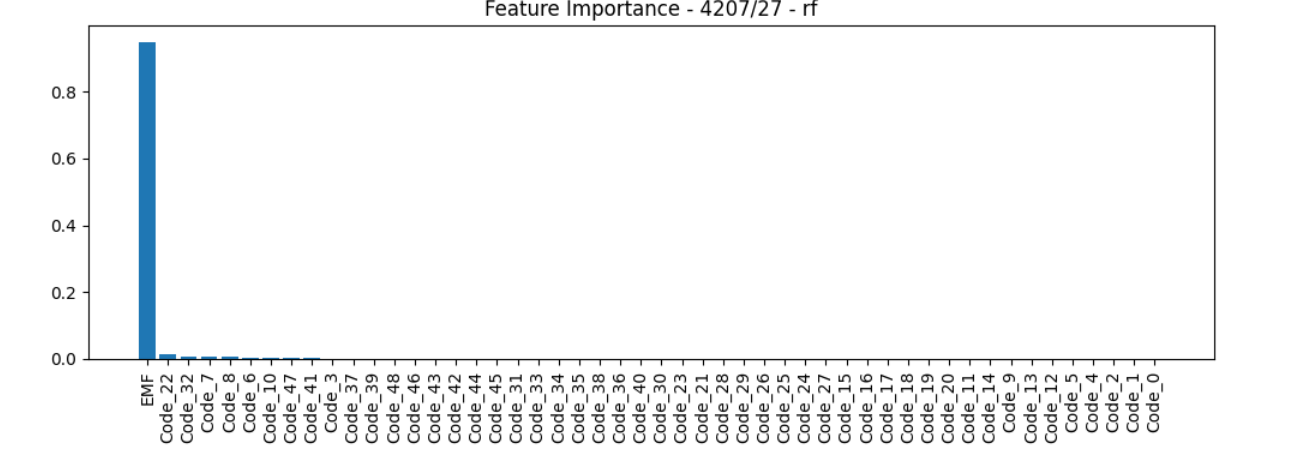 Feature Importance - 4207/27 - rf
0.8
0.6
0.4
0.2
0.0
EMF
Code_22
Code_32
Code_7
Code_8
Code_6
Code_10
Code_47
Code_41
Code_3
Code_37
Code_39
Code_48
Code_46
Code_43
Code_42
Code_44
Code_45
Code_31
Code_33
Code_34
Code_35
Code_38
Code_36
Code_40
Code_30
Code_23
Code_21
Code_28
Code_29
Code_26
Code_25
Code_24
Code_27
Code_15
Code_16
Code_17
Code_18
Code_19
Code_20
Code_11
Code_14
Code_9
Code_13
Code_12
Code_5
Code_4
Code_2
Code_1
Code_0